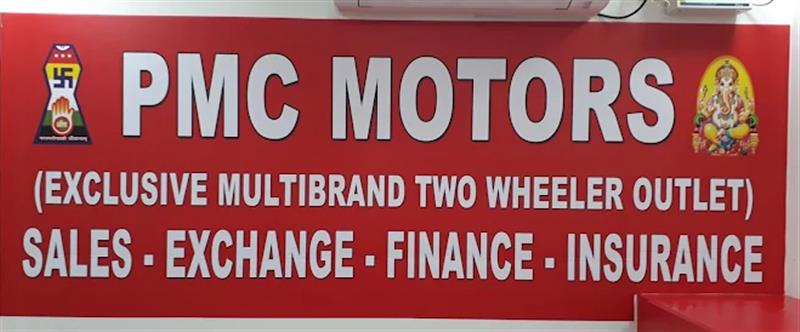 PMC MOTORS
(EXCLUSIVE MULTIBRAND TWO WHEELER OUTLET)
SALES - EXCHANGE - FINANCE - INSURANCE